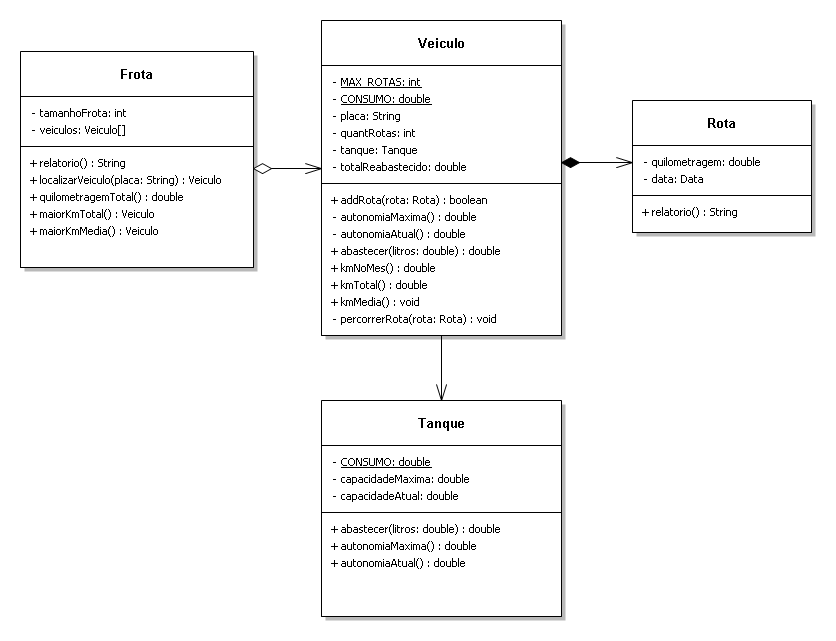 Frota
- tamanhoFrota: int
- veiculos: Veiculo[]
+ relatorio() : String
+ localizarVeiculo(placa: String) : Veiculo
+ quilometragemTotal() : double
+ maiorKmTotal() : Veiculo
+ maiorKmMedia() : Veiculo
Veiculo
- MAX_ROTAS: int
- CONSUMO: double
- placa: String
- quantRotas: int
- tanque: Tanque
- totalReabastecido: double
+ addRota(rota: Rota) : boolean
- autonomiaMaxima() : double
- autonomiaAtual() : double
+ abastecer(litros: double) : double
+ kmNoMes() : double
+ kmTotal() : double
+ kmMedia() : void
- percorrerRota(rota: Rota) : void
Rota
- quilometragem: double
- data: Data
+ relatorio() : String
Tanque
- CONSUMO: double
- capacidadeMaxima: double
- capacidadeAtual: double
+ abastecer(litros: double) : double
+ autonomiaMaxima() : double
+ autonomiaAtual() : double